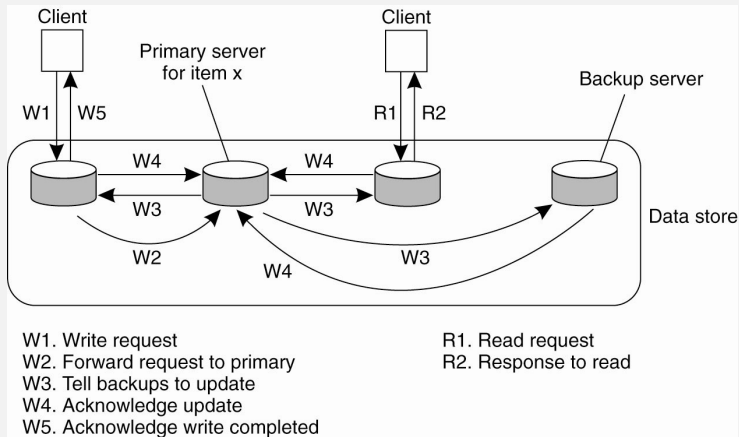 Client
Client
Primary server
for item x
Backup server
W1
W5
R1
R2
W4
W4
W3
W3
Data store
W2
W3
W4
W1. Write request
W2. Forward request to primary
W3. Tell backups to update
W4. Acknowledge update
W5. Acknowledge write completed
R1. Read request
R2. Response to read